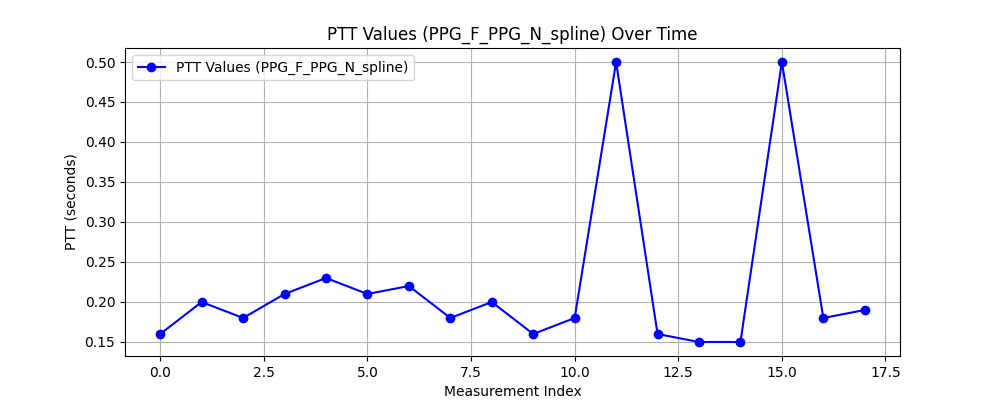 PTT Values (PPG_F_PPG_N_spline) Over Time
PTT Values (PPG_F_PPG_N_spline)
PTT (seconds)
0.50
0.45
0.40
0.35
0.30
0.25
0.20
0.15
0.0 2.5 5.0 7.5 10.0 12.5 15.0 17.5
Measurement Index